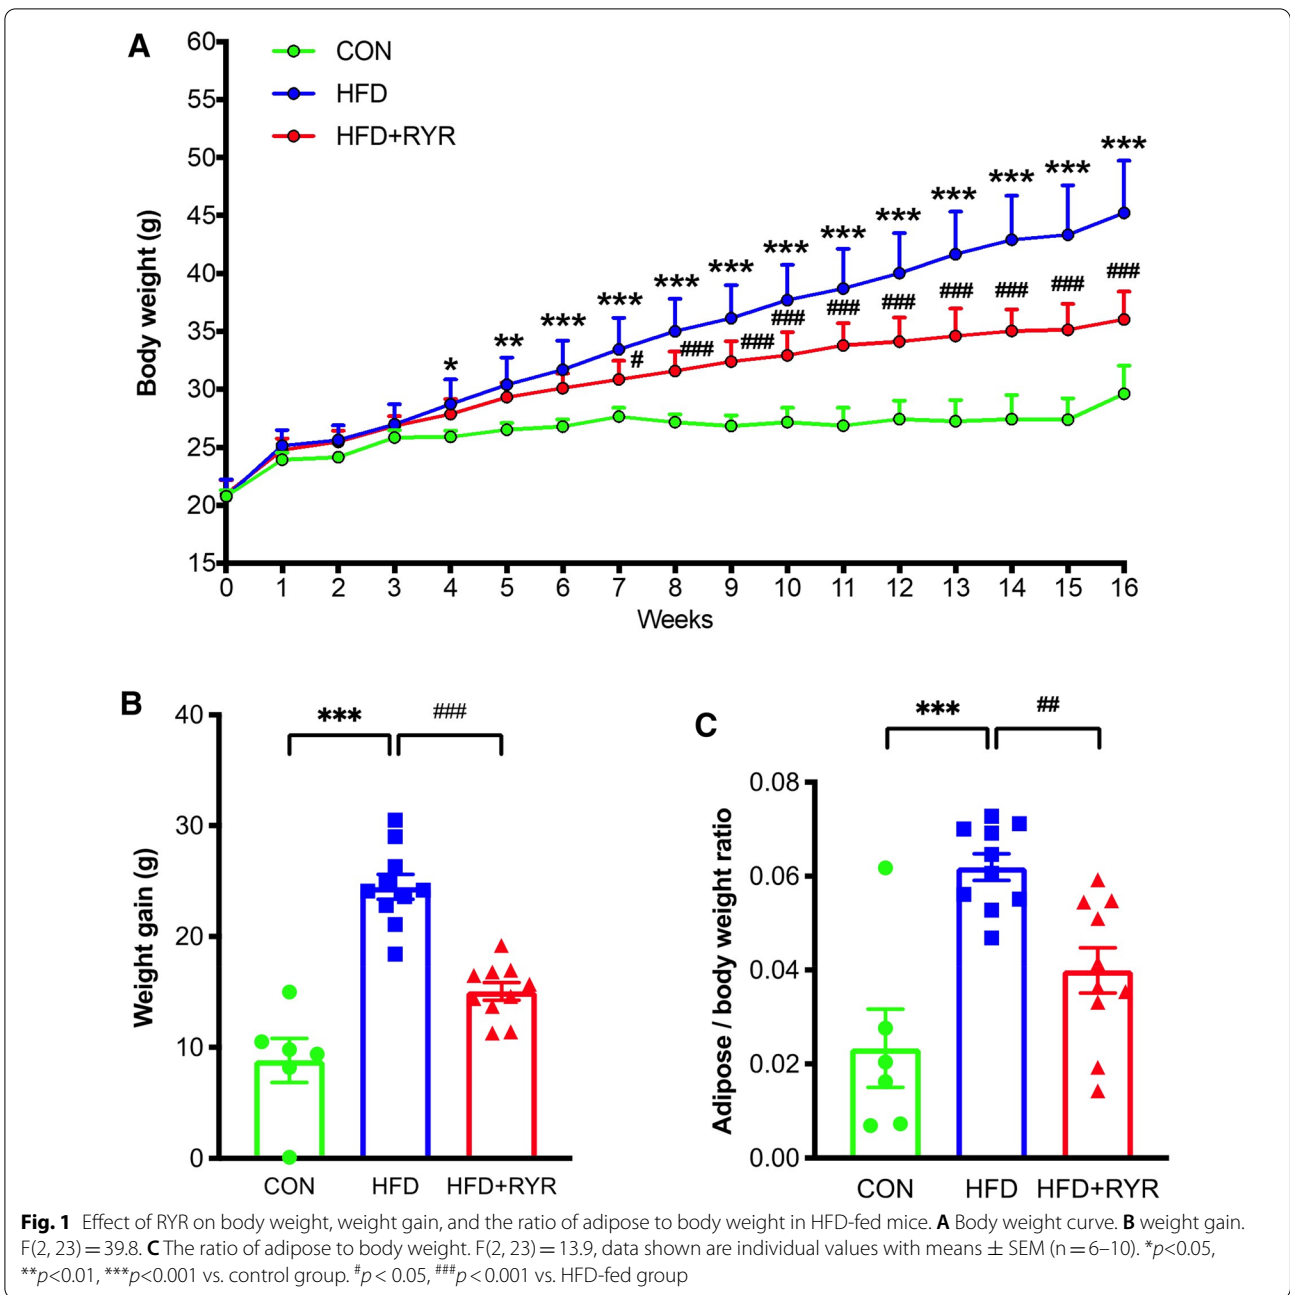 A
60
55
50
45
40
35
30
25
20
15
Body weight (g)
CON
HFD
HFD+RYR
*
**
***
***
***
***
***
***
***
***
***
***
***
#
###
###
###
###
###
###
###
###
###
0 1 2 3 4 5 6 7 8 9 10 11 12 13 14 15 16
Weeks
B
*** ###
40
30
20
10
0
Weight gain (g)
CON HFD HFD+RYR
C
*** ##
0.08
0.06
0.04
0.02
0.00
Adipose / body weight ratio
CON HFD HFD+RYR
Fig. 1 Effect of RYR on body weight, weight gain, and the ratio of adipose to body weight in HFD-fed mice. A Body weight curve. B weight gain.
F(2, 23) = 39.8. C The ratio of adipose to body weight. F(2, 23) = 13.9, data shown are individual values with means ± SEM (n = 6–10). *p<0.05,
**p<0.01, ***p<0.001 vs. control group. #p < 0.05, ###p < 0.001 vs. HFD-fed group